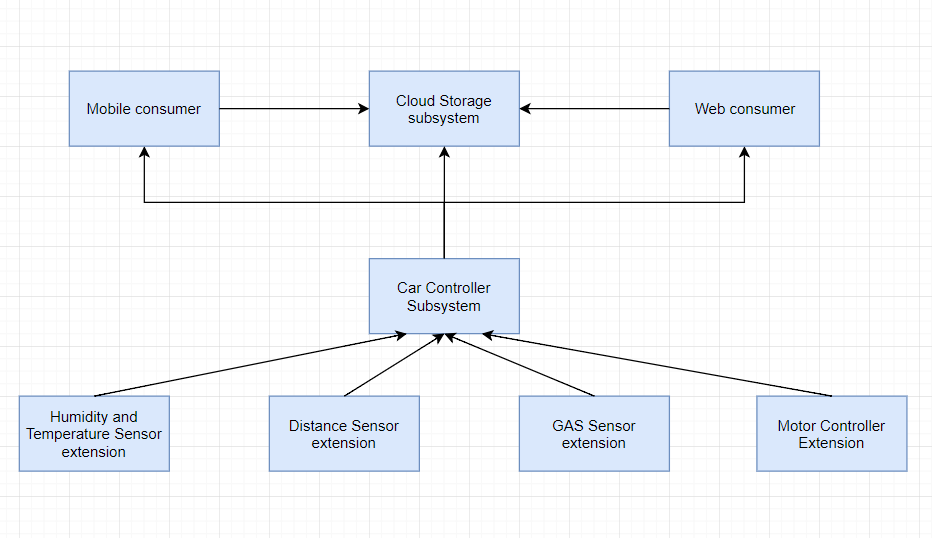 Mobile consumer
Cloud Storage
subsystem
Web consumer
Car Controller
Subsystem
Humidity and
Temperature Sensor
extension
Distance Sensor
extension
GAS Sensor
extension
Motor Controller
Extension